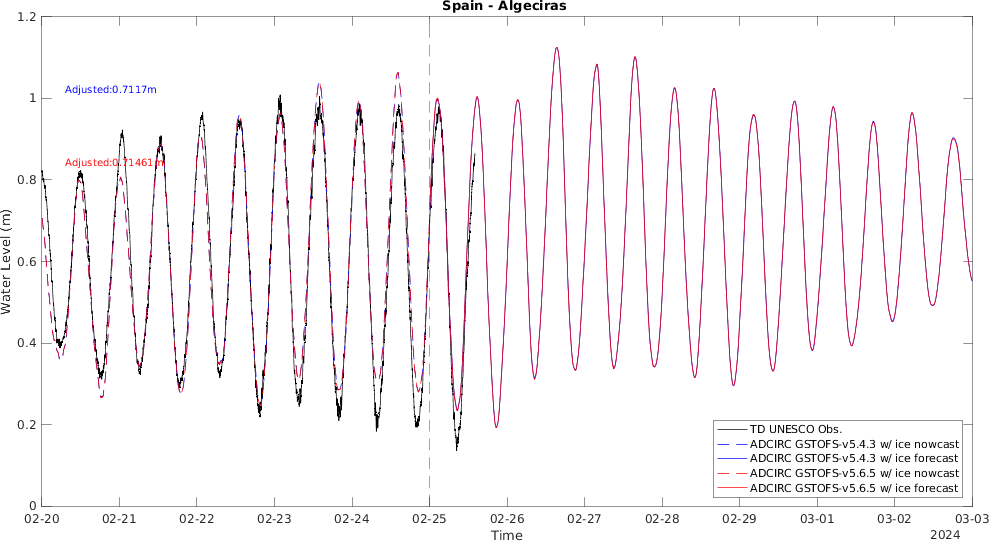 Spain - Algeciras
1.2
1
0.8
0.6
0.4
0.2
0
Water Level (m)
Adjusted:0.7117m
Adjusted:0.71461m
TD UNESCO Obs.
ADCIRC GSTOFS-v5.4.3 w/ ice nowcast
ADCIRC GSTOFS-v5.4.3 w/ ice forecast
ADCIRC GSTOFS-v5.6.5 w/ ice nowcast
ADCIRC GSTOFS-v5.6.5 w/ ice forecast
02-20 02-21 02-22 02-23 02-24 02-25 02-26 02-27 02-28 02-29 03-01 03-02 03-03
Time
2024